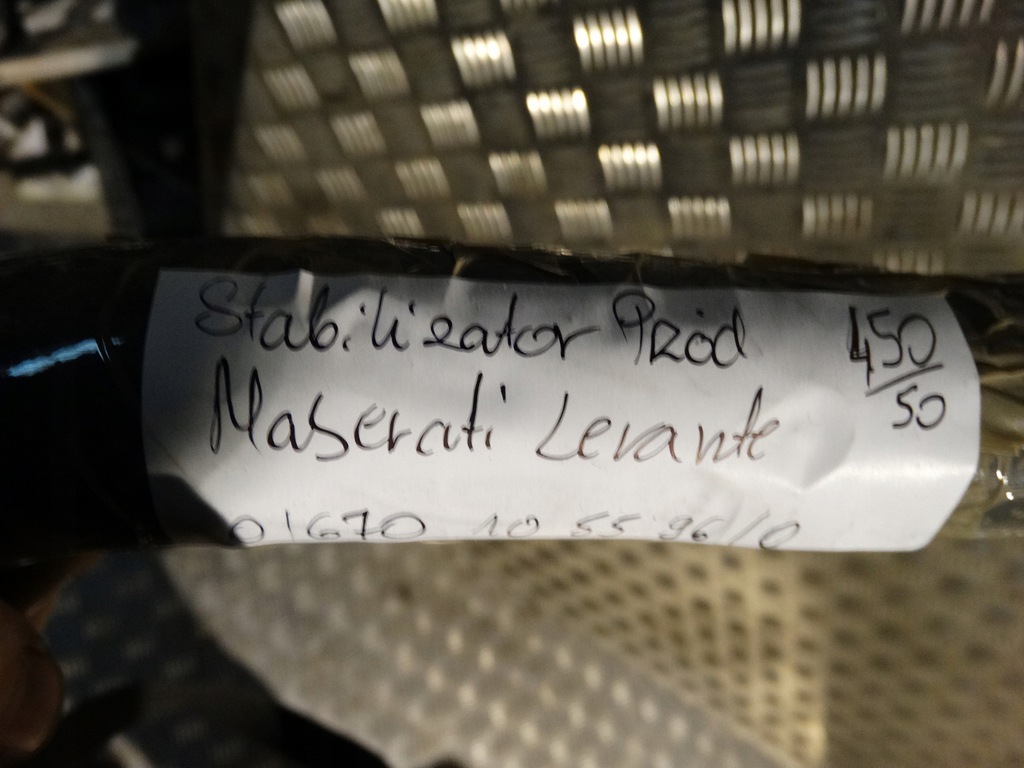 Stabilizator Przód 450
Maserati Levante 50
01670 10 55 96/0